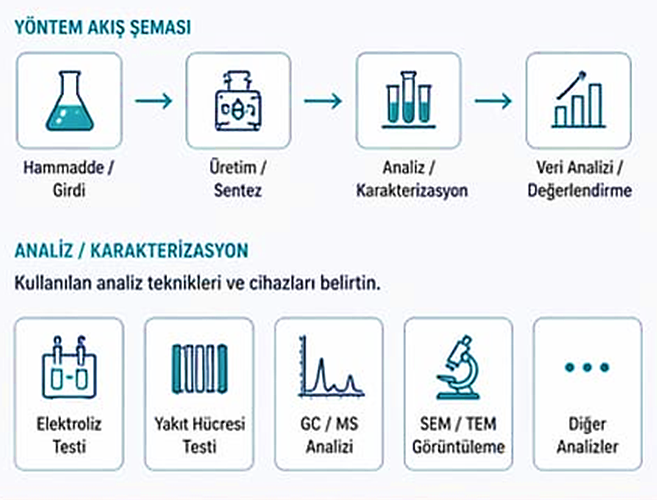 YÖNTEM AKIŞ ŞEMASI
Hammadde /
Girdi
Üretim /
Sentez
Analiz /
Karakterizasyon
Veri Analizi /
Değerlendirme
ANALİZ / KARAKTERİZASYON
Kullanılan analiz teknikleri ve cihazları belirtin.
Elektroliz
Testi
Yakıt Hücresi
Testi
GC / MS
Analizi
SEM / TEM
Görüntüleme
Diğer
Analizler